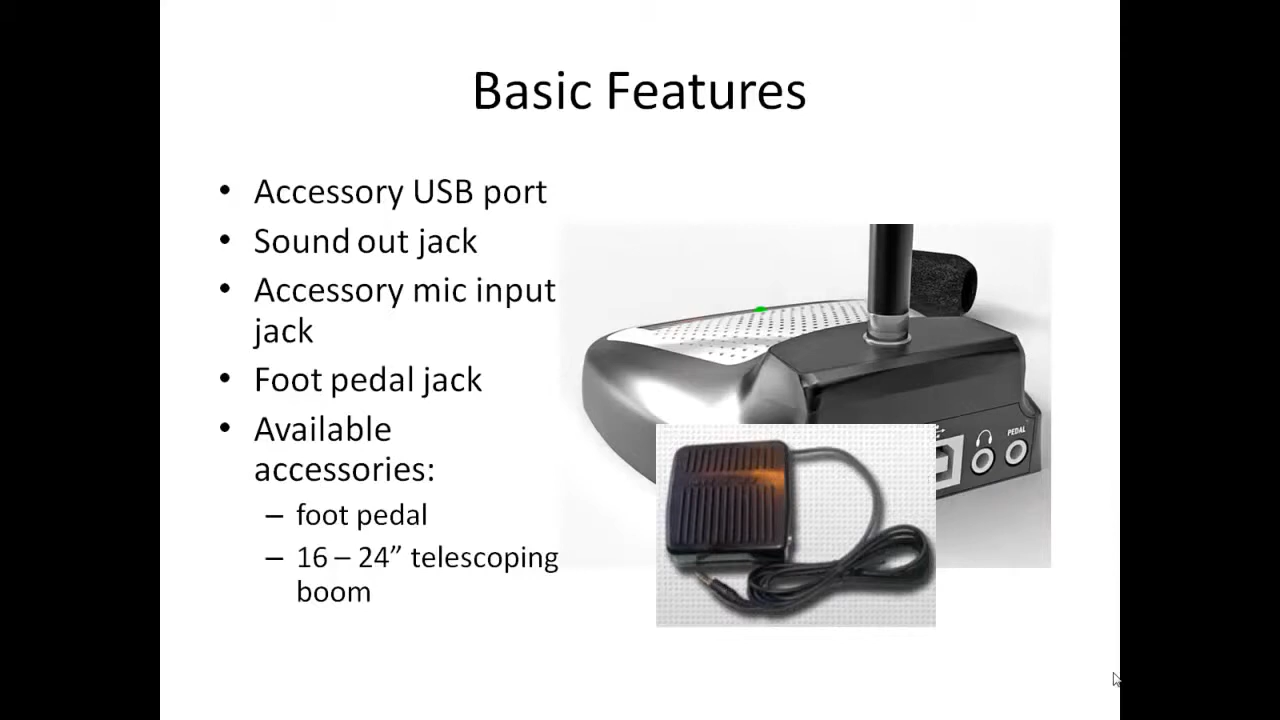 Basic Features
• Accessory USB port
• Sound out jack
• Accessory mic input
jack
• Foot pedal jack
• Available
accessories:
– foot pedal
– 16 – 24” telescoping
boom
PEDAL